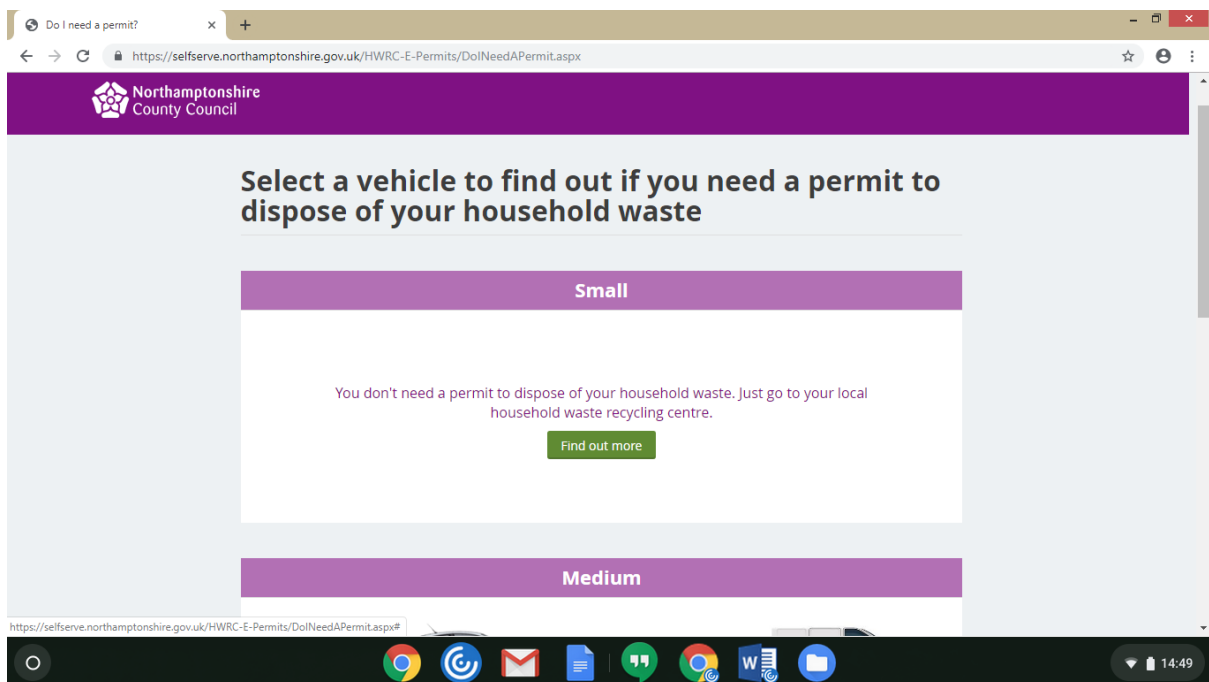 Do I need a permit?
https://selfserve.northamptonshire.gov.uk/HWRC-E-Permits/DoINeedAPermit.aspx
Northamptonshire
County Council
Select a vehicle to find out if you need a permit to
dispose of your household waste
Small
You don't need a permit to dispose of your household waste. Just go to your local
household waste recycling centre.
Find out more
Medium
https://selfserve.northamptonshire.gov.uk/HWRC-E-Permits/DoINeedAPermit.aspx#
14:49